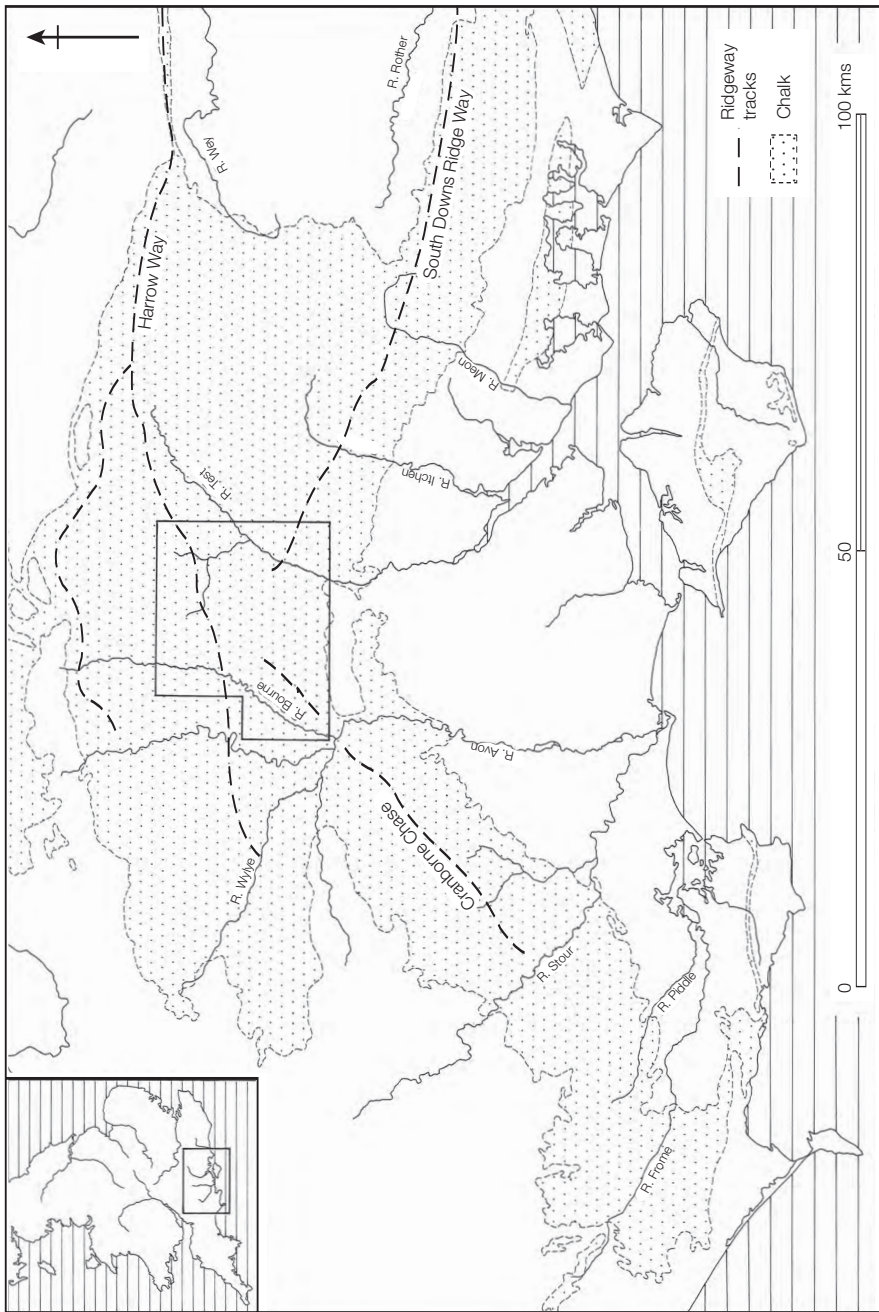 Harrow Way
R. Wey
R. Rother
South Downs Ridge Way
R. Test
R. Meon
R. Itchen
R. Bourne
R. Avon
R. Wylye
Cranborne Chase
R. Stour
R. Piddle
R. Frome
Ridgeway
tracks
Chalk
0
50
100 kms